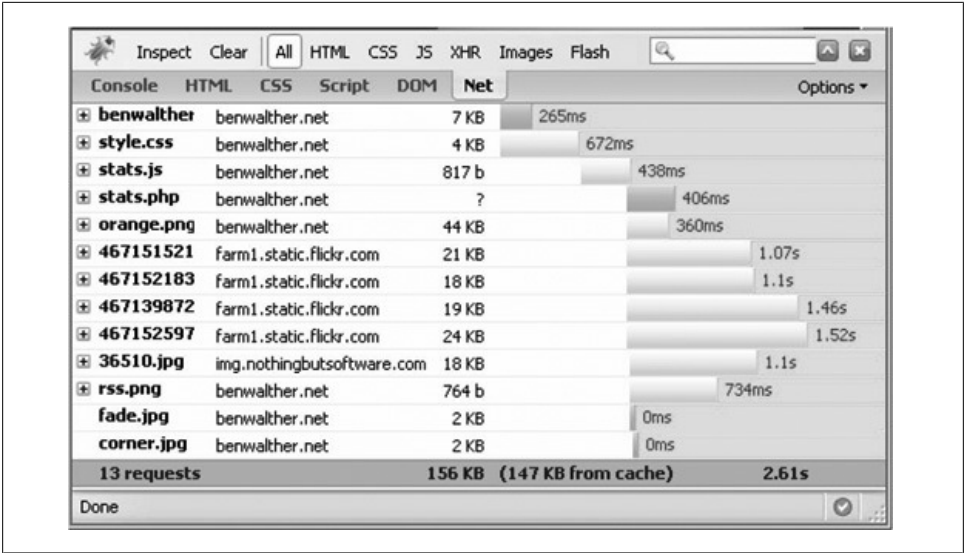 Inspect Clear All HTML CSS JS XHR Images Flash
Console HTML CSS Script DOM Net Options
benwalther benwalther.net 7 KB 265ms
style.css benwalther.net 4 KB 672ms
stats.js benwalther.net 817 b 438ms
stats.php benwalther.net ? 406ms
orange.png benwalther.net 44 KB 360ms
467151521 farm1.static.flickr.com 21 KB 1.07s
467152183 farm1.static.flickr.com 18 KB 1.1s
467139872 farm1.static.flickr.com 19 KB 1.46s
467152597 farm1.static.flickr.com 24 KB 1.52s
36510.jpg img.nothingbutsoftware.com 18 KB 1.1s
rss.png benwalther.net 764 b 734ms
fade.jpg benwalther.net 2 KB 0ms
corner.jpg benwalther.net 2 KB 0ms
13 requests 156 KB (147 KB from cache) 2.61s
Done